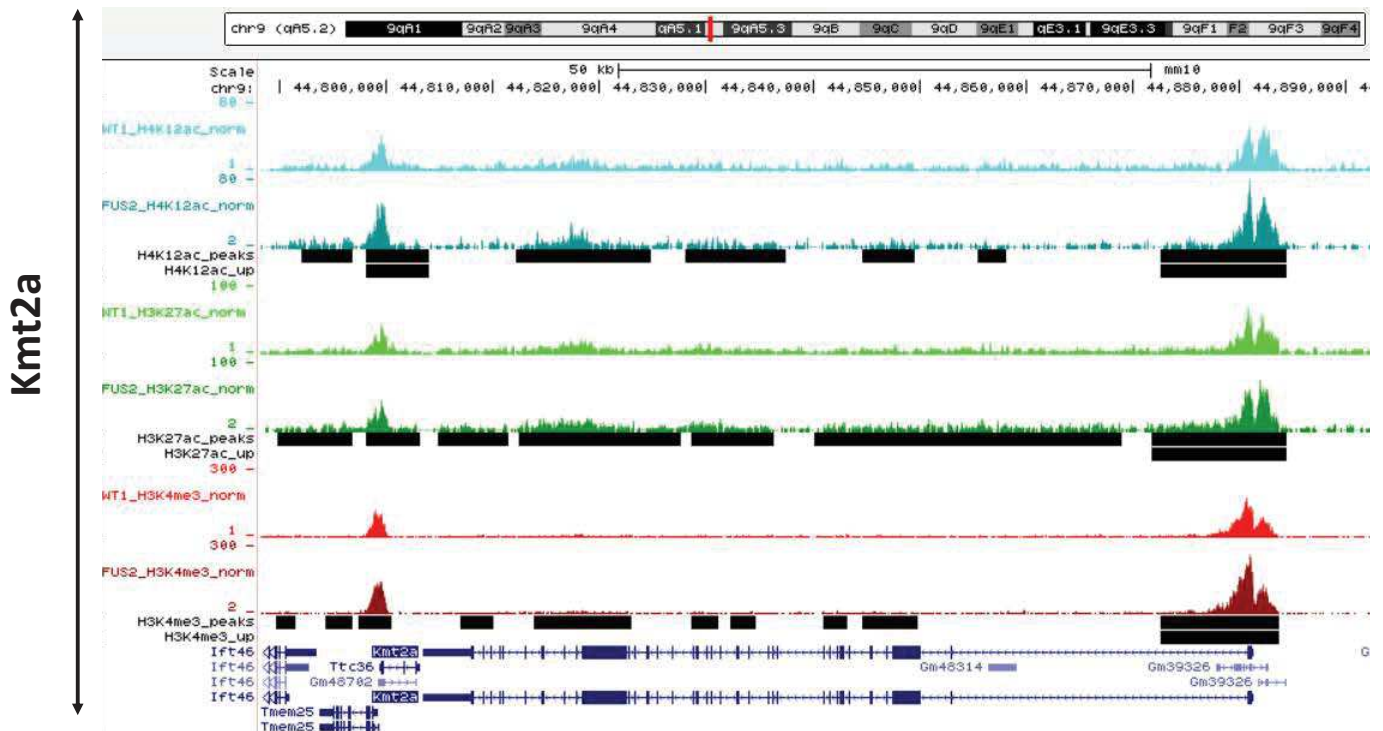 Kmt2a
chr9 (qA5.2) 9qA1 9qA2 9qA3 9qA4 qA5.1 9qA5.3 9qB 9qC 9qD 9qE1 qE3.1 9qE3.3 9qF1 F2 9qF3 9qF4
Scale 50 kb mm10
chr9: 44,800,000 44,810,000 44,820,000 44,830,000 44,840,000 44,850,000 44,860,000 44,870,000 44,880,000 44,890,000
80
WT1_H4K12ac_norm
1
80
FUS2_H4K12ac_norm
2
H4K12ac_peaks
H4K12ac_up
100
WT1_H3K27ac_norm
1
100
FUS2_H3K27ac_norm
2
H3K27ac_peaks
H3K27ac_up
300
WT1_H3K4me3_norm
1
300
FUS2_H3K4me3_norm
2
H3K4me3_peaks
H3K4me3_up
Ift46 Kmt2a G
Ift46 Ttc36 Gm48314 Gm39326
Ift46 Gm48702 Gm39326
Ift46 Kmt2a
Tmem25
Tmem25